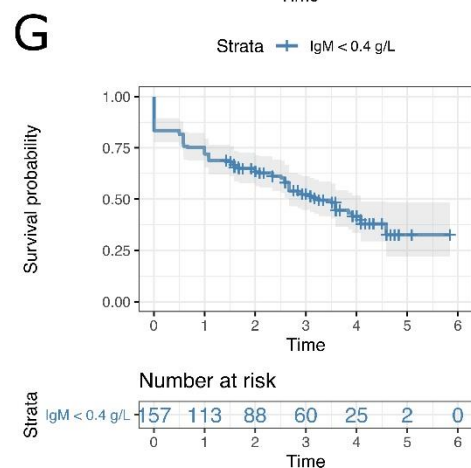 Time
G
Strata IgM < 0.4 g/L
Survival probability
1.00
0.75
0.50
0.25
0.00
0 1 2 3 4 5 6
Time
Number at risk
Strata
IgM < 0.4 g/L 157 113 88 60 25 2 0
0 1 2 3 4 5 6
Time